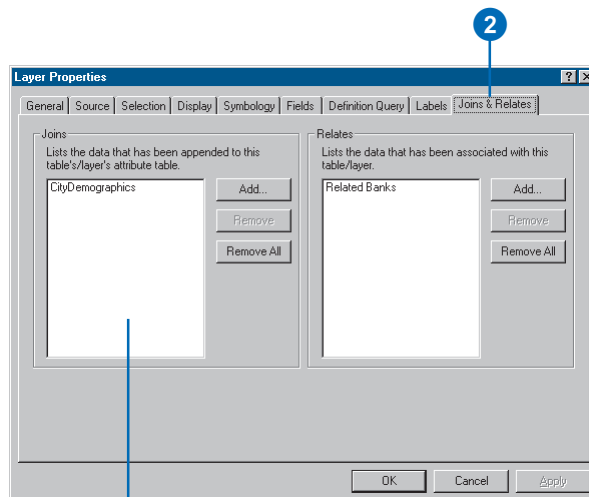 2
Layer Properties
General Source Selection Display Symbology Fields Definition Query Labels Joins & Relates
Joins
Lists the data that has been appended to this
table's/layer's attribute table.
CityDemographics
Add...
Remove
Remove All
Relates
Lists the data that has been associated with this
table/layer.
Related Banks
Add...
Remove
Remove All
OK Cancel Apply